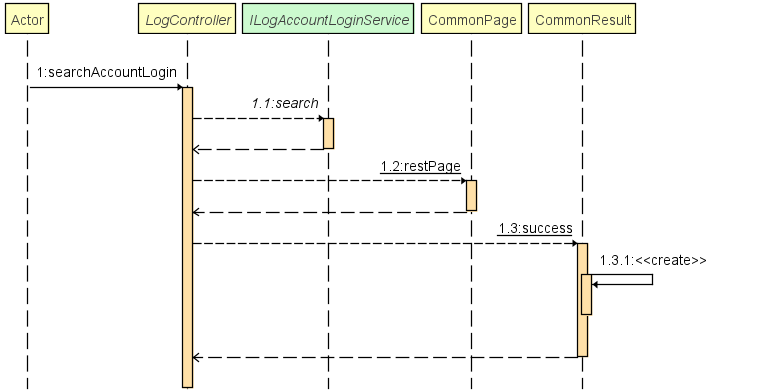 Actor
LogController
ILogAccountLoginService
CommonPage
CommonResult
1:searchAccountLogin
1.1:search
1.2:restPage
1.3:success
1.3.1:<<create>>